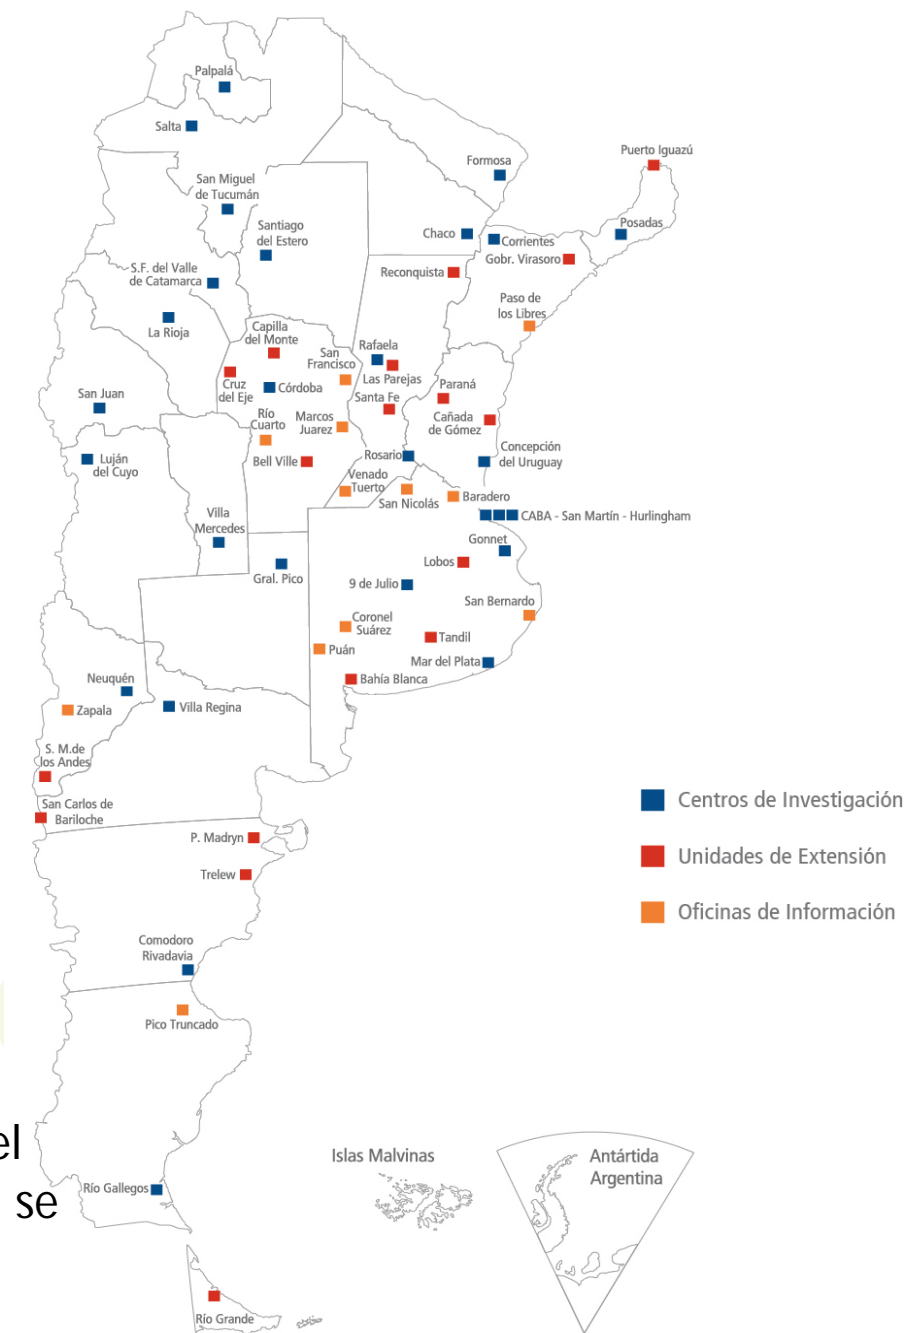 Palpalá
Salta
Puerto Iguazú
Formosa
San Miguel
de Tucumán
Posadas
Santiago
del Estero
Chaco
Corrientes
Gobr. Virasoro
S.F. del Valle
de Catamarca
Reconquista
Paso de
los Libres
La Rioja
Capilla
del Monte
San
Francisco
Rafaela
Las Parejas
Cruz
del Eje
Córdoba
Paraná
San Juan
Santa Fe
Río
Cuarto
Marcos
Juarez
Cañada
de Gómez
Luján
del Cuyo
Bell Ville
Rosario
Concepción
del Uruguay
Venado
Tuerto
San Nicolás
Baradero
Villa
Mercedes
CABA - San Martín - Hurlingham
Gonnet
Gral. Pico
Lobos
9 de Julio
San Bernardo
Coronel
Suárez
Tandil
Puán
Mar del Plata
Bahía Blanca
Neuquén
Zapala
Villa Regina
S. M.de
los Andes
San Carlos de
Bariloche
Centros de Investigación
P. Madryn
Unidades de Extensión
Trelew
Oficinas de Información
Comodoro
Rivadavia
Pico Truncado
el
se
Islas Malvinas
Antártida
Argentina
Río Gallegos
Río Grande